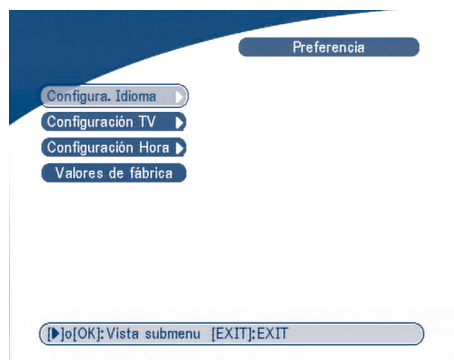 Preferencia
Configura. Idioma
Configuración TV
Configuración Hora
Valores de fábrica
[▶]o[OK]:Vista submenu [EXIT]:EXIT